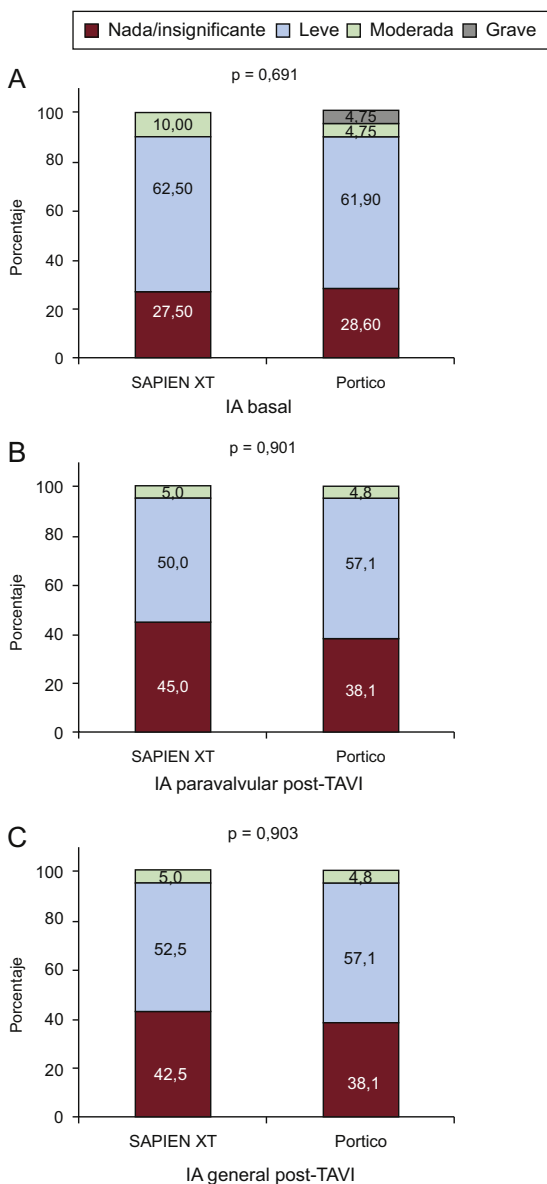 Nada/insignificante Leve Moderada Grave
A
p = 0,691
Porcentaje
100
80
60
40
20
0
10,00
62,50
27,50
4,75
4,75
61,90
28,60
SAPIEN XT Portico
IA basal
B
p = 0,901
Porcentaje
100
80
60
40
20
0
5,0
50,0
45,0
4,8
57,1
38,1
SAPIEN XT Portico
IA paravalvular post-TAVI
C
p = 0,903
Porcentaje
100
80
60
40
20
0
5,0
52,5
42,5
4,8
57,1
38,1
SAPIEN XT Portico
IA general post-TAVI